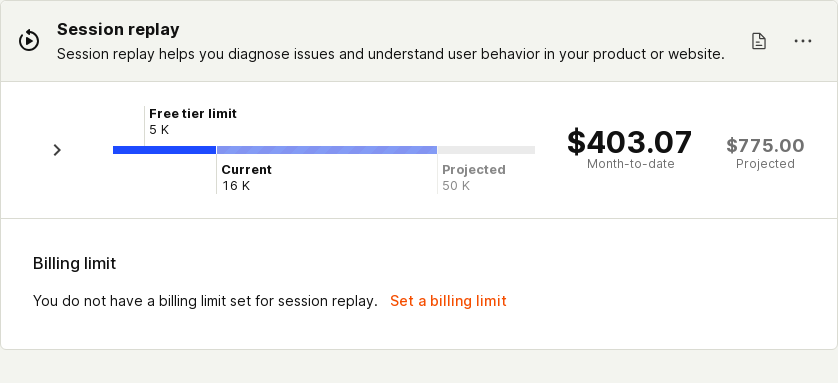 Session replay
Session replay helps you diagnose issues and understand user behavior in your product or website.
Free tier limit
5 K
Current
16 K
Projected
50 K
$403.07
Month-to-date
$775.00
Projected
Billing limit
You do not have a billing limit set for session replay. Set a billing limit